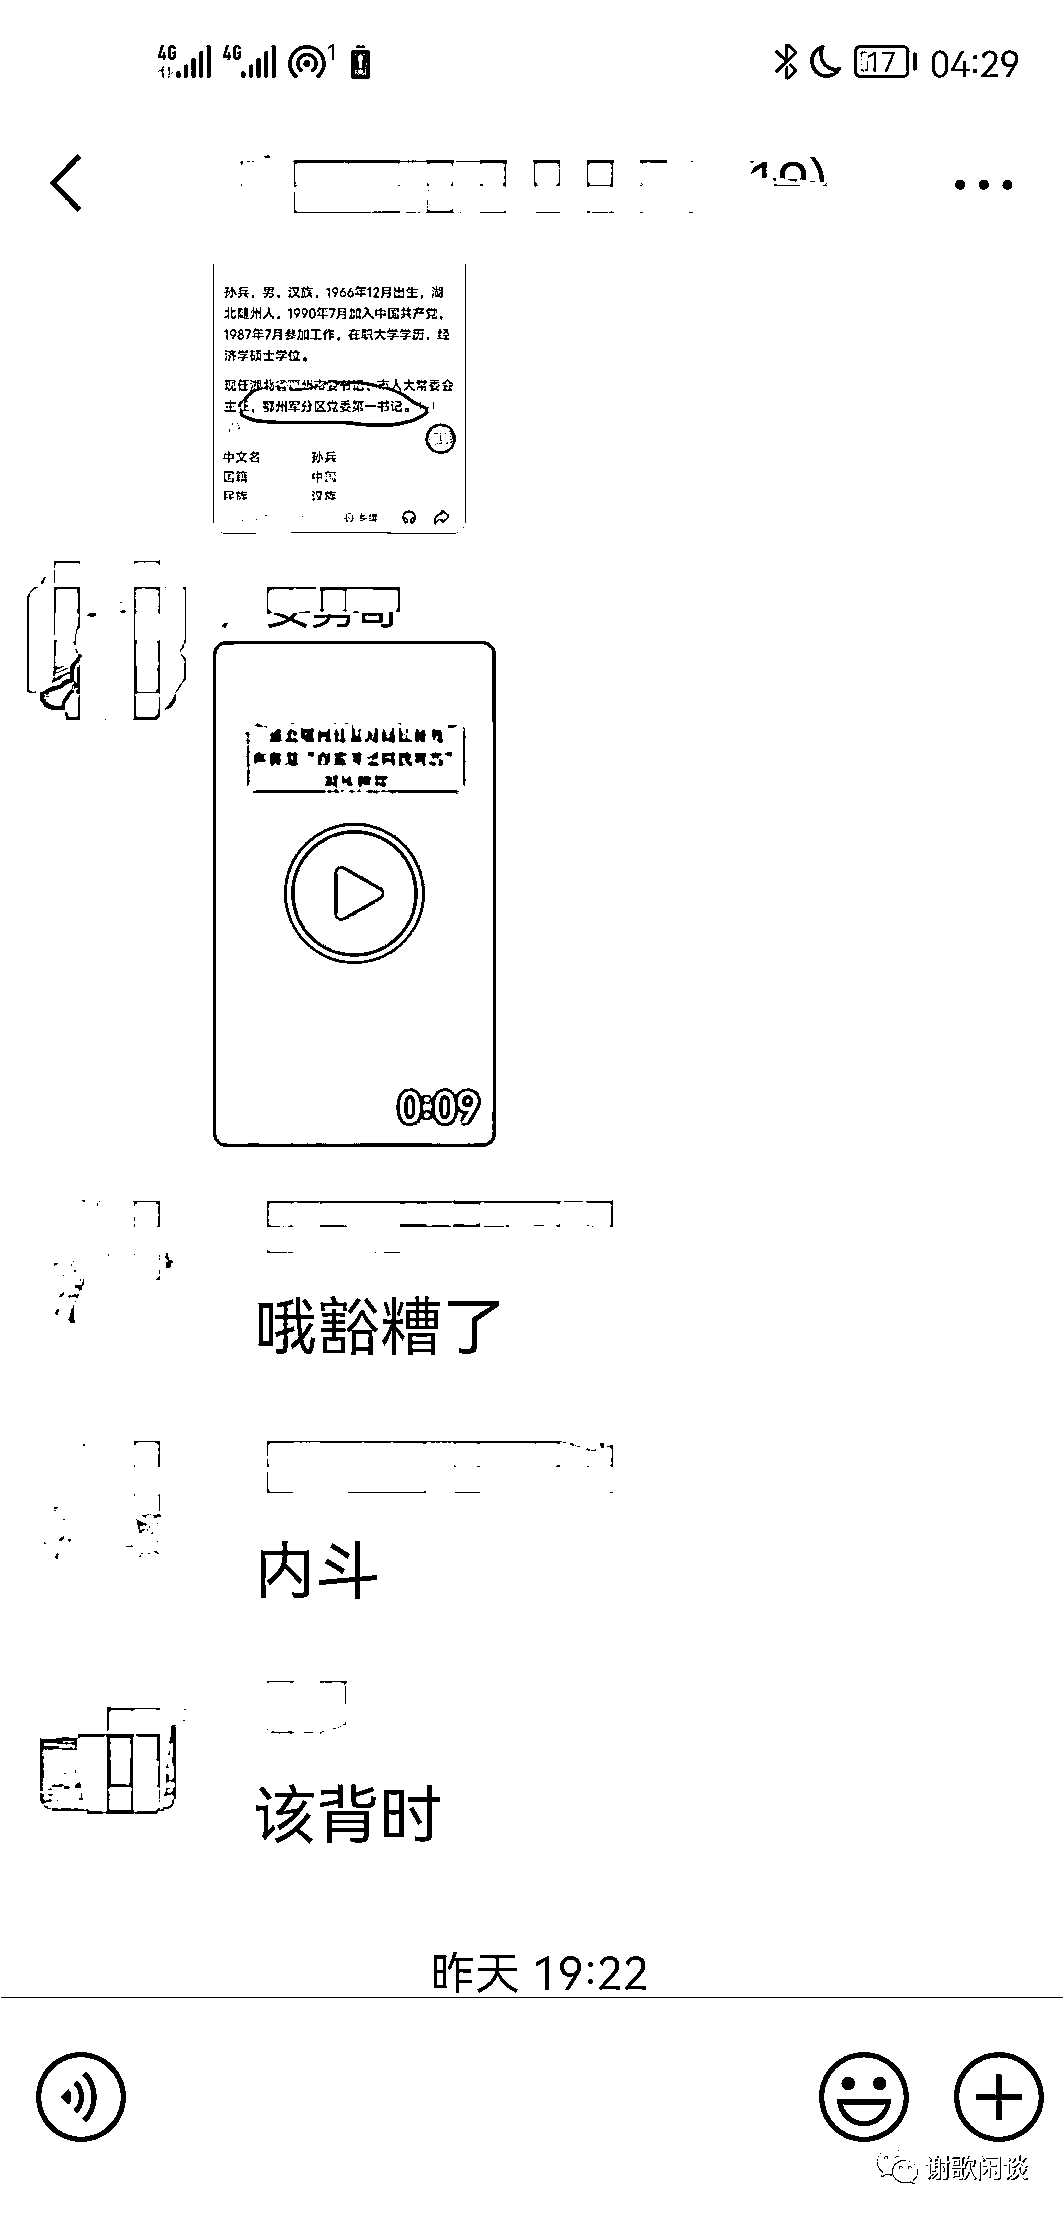 4G 4G 1 17 04:29
孙兵，男，汉族，1966年12月出生，湖
北随州人，1990年7月加入中国共产党，
1987年7月参加工作，在职大学学历，经
济学硕士学位。
现任湖北省鄂州市委书记、市人大常委会
主任，鄂州军分区党委第一书记。
中文名 孙兵
国籍 中国
民族 汉族
0:09
哦豁糟了
内斗
该背时
昨天 19:22
谢歌闲谈